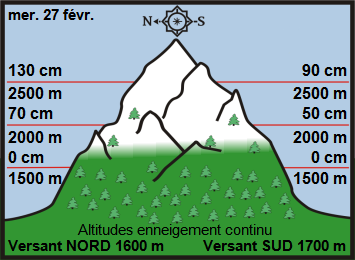 mer. 27 févr.
N S
130 cm 90 cm
2500 m 2500 m
70 cm 50 cm
2000 m 2000 m
0 cm 0 cm
1500 m 1500 m
Altitudes enneigement continu
Versant NORD 1600 m Versant SUD 1700 m